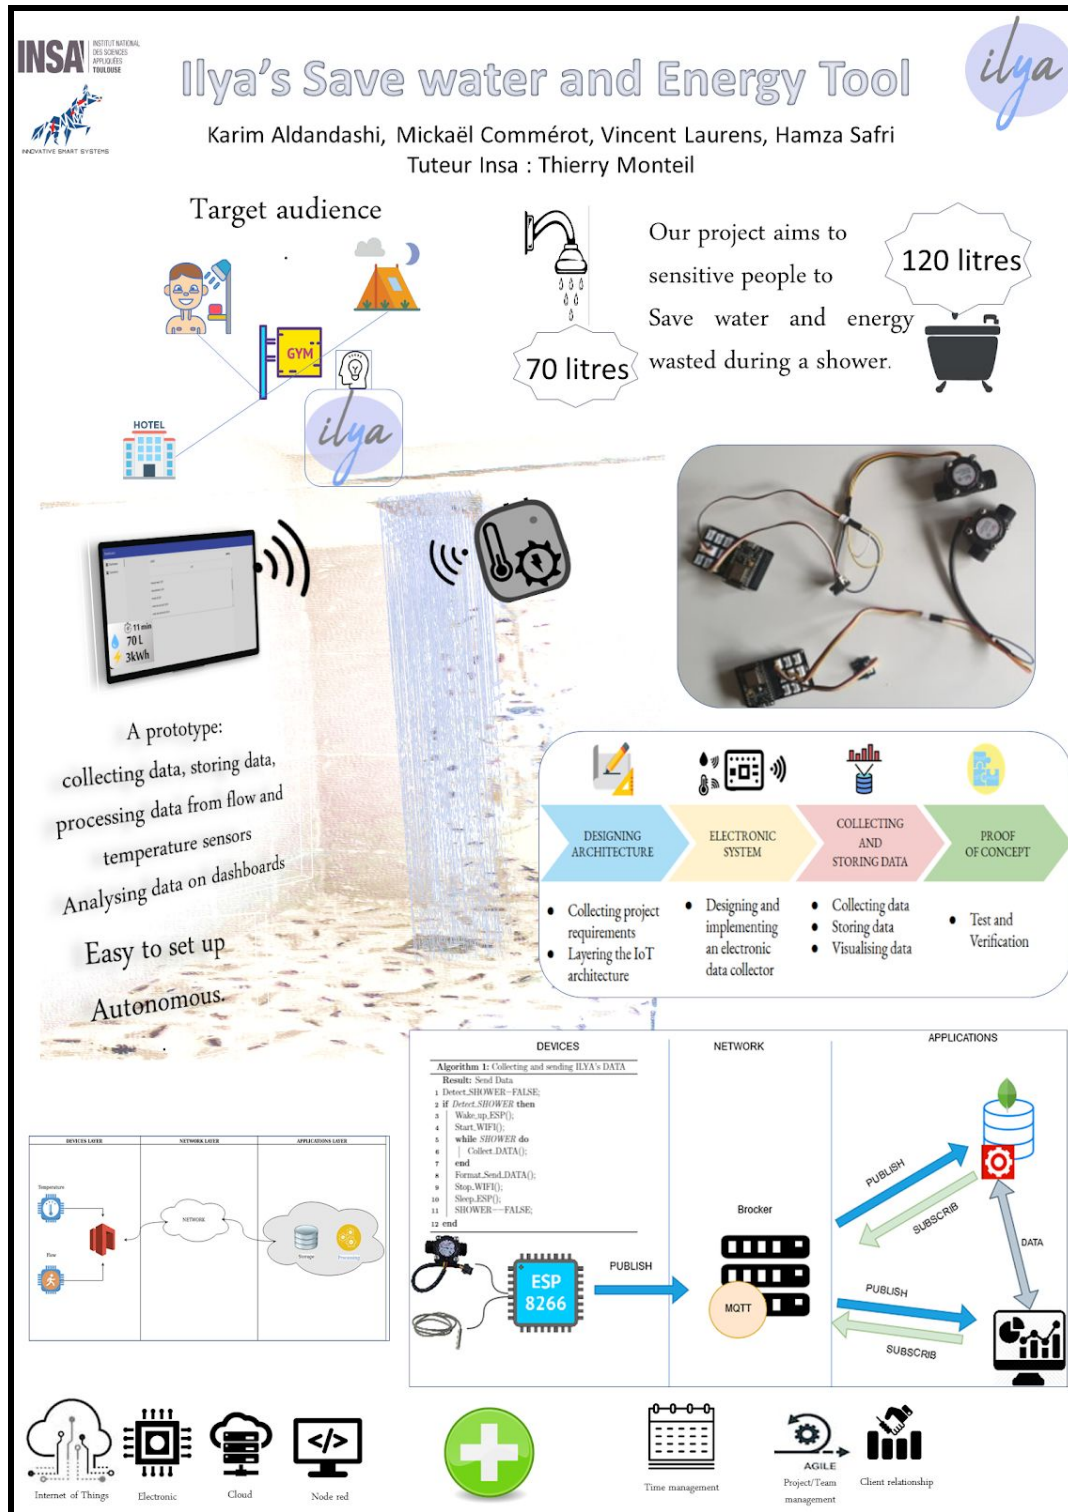 INSA
INSTITUT NATIONAL
DES SCIENCES
APPLIQUÉES
TOULOUSE
INNOVATIVE SMART SYSTEMS
Ilya's Save water and Energy Tool
ilya
Karim Aldandashi, Mickaël Commérot, Vincent Laurens, Hamza Safri
Tuteur Insa : Thierry Monteil
Target audience
GYM
HOTEL
ilya
70 litres
Our project aims to
sensitive people to
Save water and energy
wasted during a shower.
120 litres
11 min
70 L
3kWh
A prototype:
collecting data, storing data,
processing data from flow and
temperature sensors
Analysing data on dashboards
Easy to set up
Autonomous.
DESIGNING
ARCHITECTURE
ELECTRONIC
SYSTEM
COLLECTING
AND
STORING DATA
PROOF
OF CONCEPT
• Collecting project
requirements
• Layering the IoT
architecture
• Designing and
implementing
an electronic
data collector
• Collecting data
• Storing data
• Visualising data
• Test and
Verification
DEVICES LAYER
NETWORK LAYER
APPLICATIONS LAYER
Temperature
Flow
NETWORK
Storage
Processing
DEVICES
NETWORK
APPLICATIONS
Algorithm 1: Collecting and sending ILYA's DATA
Result: Send Data
1 Detect_SHOWER=FALSE;
2 if Detect_SHOWER then
3 Wake_up_ESP();
4 Start_WIFI();
5 while SHOWER do
6 Collect_DATA();
7 end
8 Format_Send_DATA();
9 Stop_WIFI();
10 Sleep_ESP();
11 SHOWER==FALSE;
12 end
ESP
8266
PUBLISH
Brocker
MQTT
PUBLISH
SUBSCRIB
DATA
PUBLISH
SUBSCRIB
Internet of Things
Electronic
Cloud
</>
Node red
Time management
AGILE
Project/Team
management
Client relationship